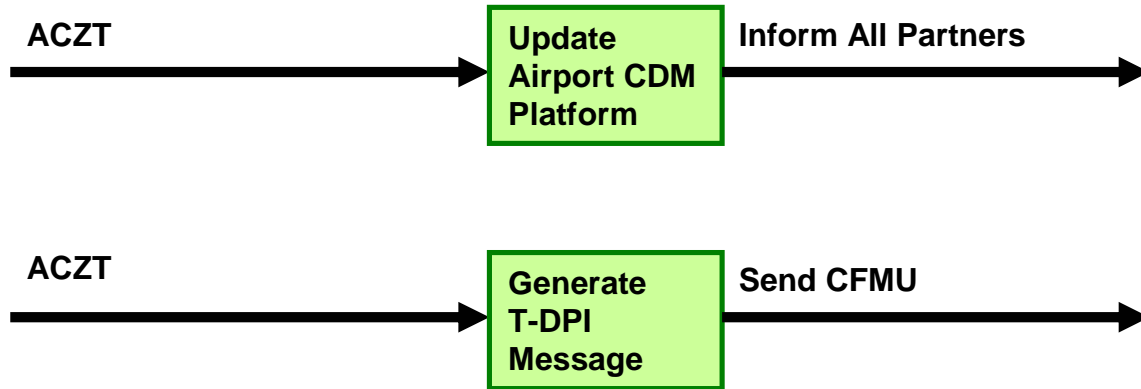 ACZT
Update
Airport CDM
Platform
Inform All Partners
ACZT
Generate
T-DPI
Message
Send CFMU